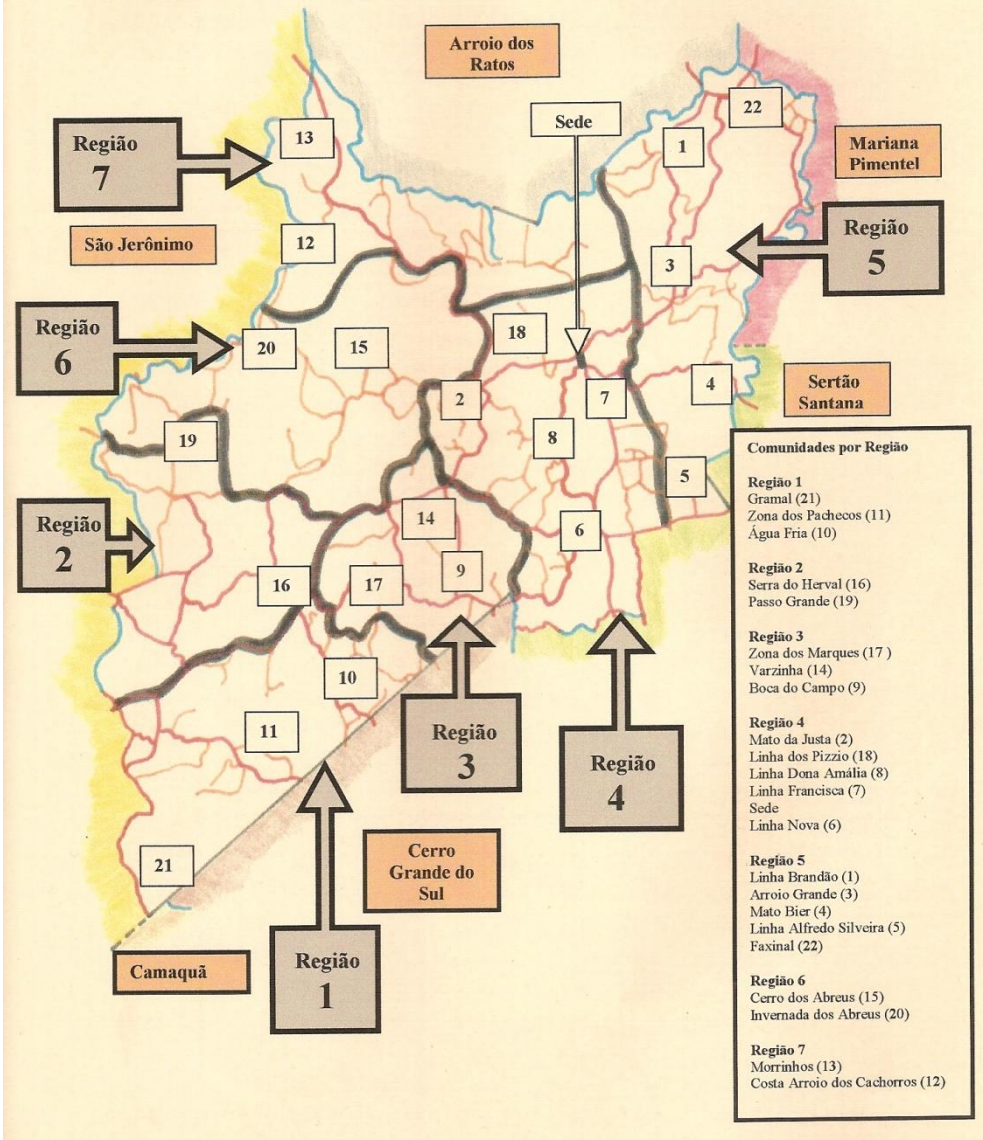 Arroio dos
Ratos
Sede
22
13
1
Mariana
Pimentel
Região
7
São Jerônimo
12
3
Região
5
Região
6
20
15
18
2
7
4
Sertão
Santana
19
8
5
Região
2
14
6
16
17
9
10
11
Região
3
Região
4
21
Cerro
Grande do
Sul
Camaquã
Região
1
Comunidades por Região
Região 1
Gramal (21)
Zona dos Pachecos (11)
Água Fria (10)
Região 2
Serra do Herval (16)
Passo Grande (19)
Região 3
Zona dos Marques (17 )
Varzinha (14)
Boca do Campo (9)
Região 4
Mato da Justa (2)
Linha dos Pizzio (18)
Linha Dona Amália (8)
Linha Francisca (7)
Sede
Linha Nova (6)
Região 5
Linha Brandão (1)
Arroio Grande (3)
Mato Bier (4)
Linha Alfredo Silveira (5)
Faxinal (22)
Região 6
Cerro dos Abreus (15)
Invernada dos Abreus (20)
Região 7
Morrinhos (13)
Costa Arroio dos Cachorros (12)